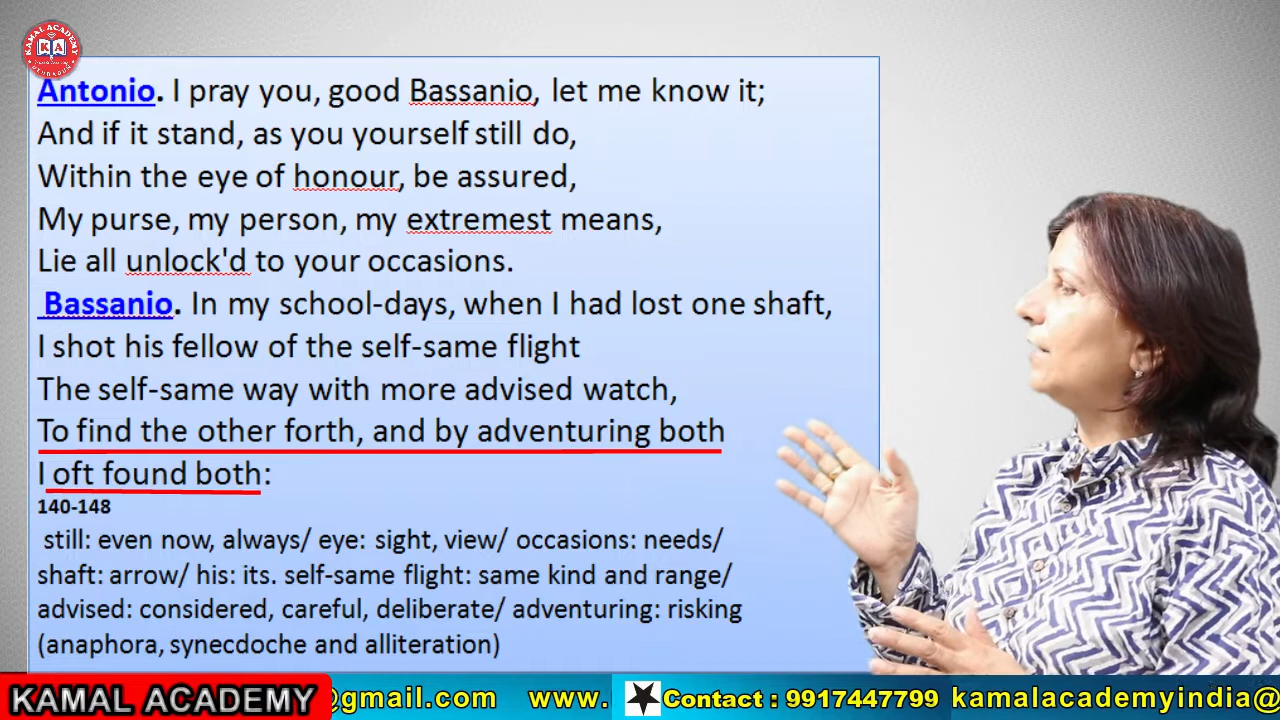 KAMAL ACADEMY
K A
DEHRADUN
Antonio. I pray you, good Bassanio, let me know it;
And if it stand, as you yourself still do,
Within the eye of honour, be assured,
My purse, my person, my extremest means,
Lie all unlock'd to your occasions.
Bassanio. In my school-days, when I had lost one shaft,
I shot his fellow of the self-same flight
The self-same way with more advised watch,
To find the other forth, and by adventuring both
I oft found both:
140-148
still: even now, always/ eye: sight, view/ occasions: needs/
shaft: arrow/ his: its. self-same flight: same kind and range/
advised: considered, careful, deliberate/ adventuring: risking
(anaphora, synecdoche and alliteration)
KAMAL ACADEMY @gmail.com www. Contact : 9917447799 kamalacademyindia@